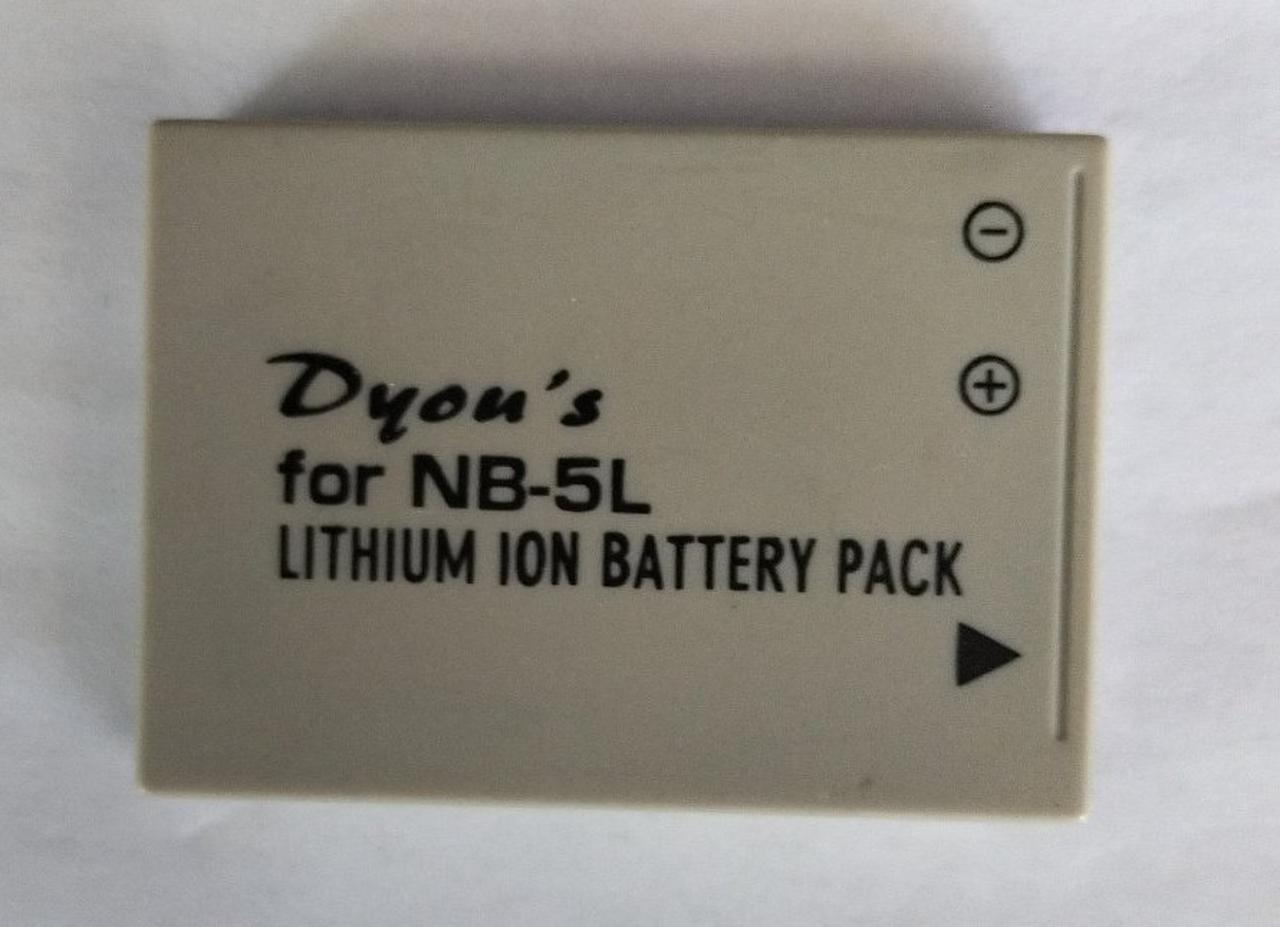 Dyou's
for NB-5L
LITHIUM ION BATTERY PACK